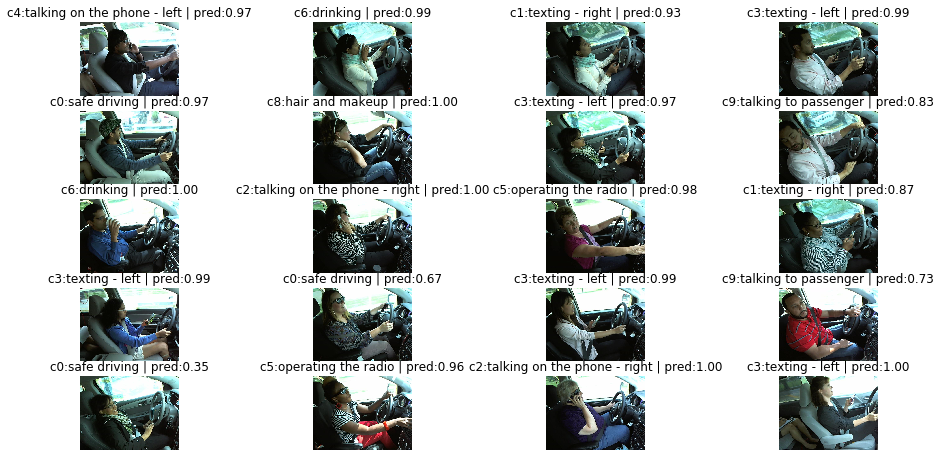 c4:talking on the phone - left | pred:0.97
c6:drinking | pred:0.99
c1:texting - right | pred:0.93
c3:texting - left | pred:0.99
c0:safe driving | pred:0.97
c8:hair and makeup | pred:1.00
c3:texting - left | pred:0.97
c9:talking to passenger | pred:0.83
c6:drinking | pred:1.00
c2:talking on the phone - right | pred:1.00
c5:operating the radio | pred:0.98
c1:texting - right | pred:0.87
c3:texting - left | pred:0.99
c0:safe driving | pred:0.67
c3:texting - left | pred:0.99
c9:talking to passenger | pred:0.73
c0:safe driving | pred:0.35
c5:operating the radio | pred:0.96
c2:talking on the phone - right | pred:1.00
c3:texting - left | pred:1.00